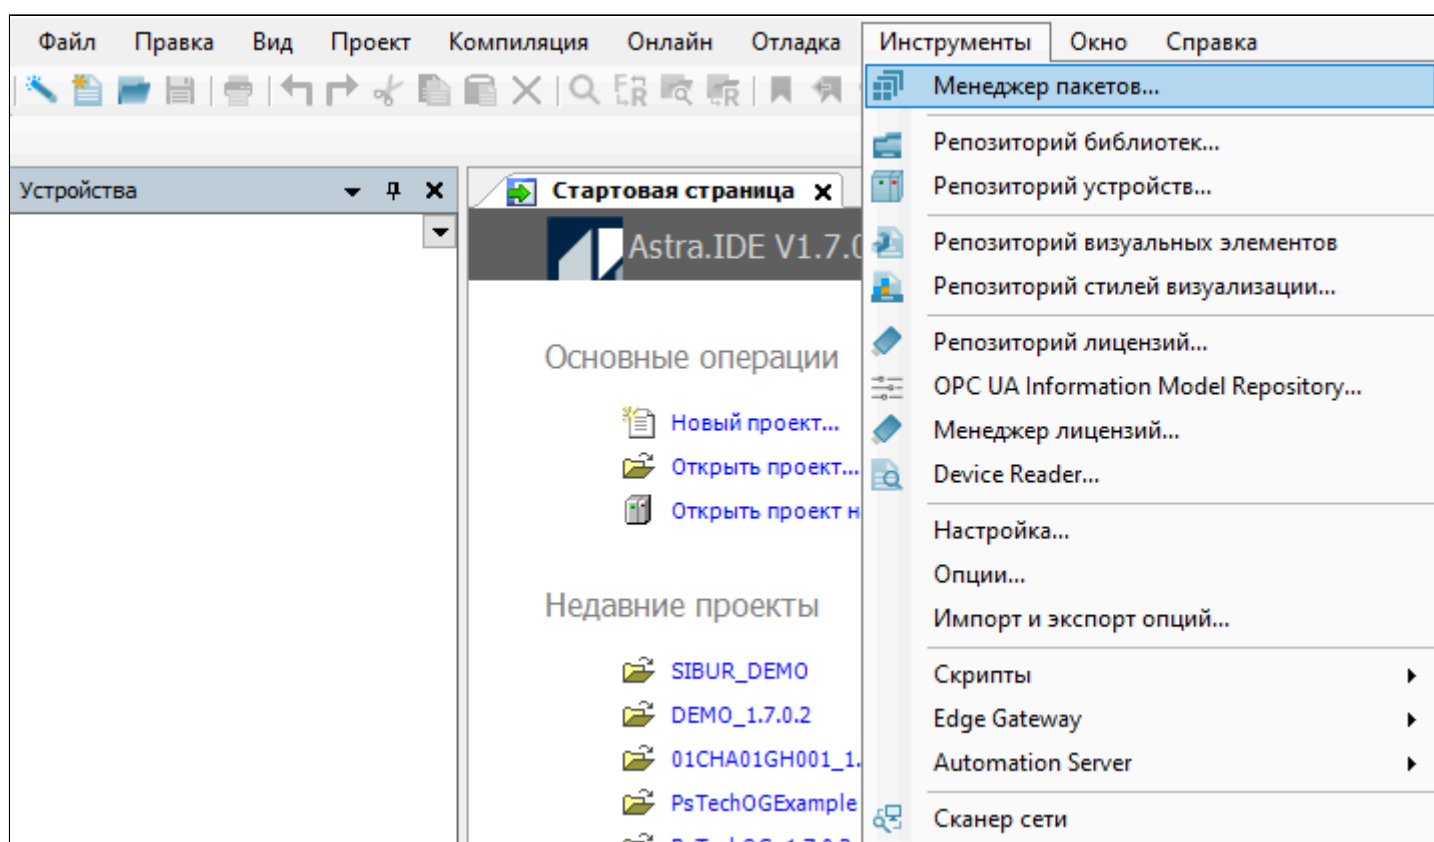 Файл Правка Вид Проект Компиляция Онлайн Отладка Инструменты Окно Справка
Устройства
Стартовая страница
Astra.IDE V1.7.0
Основные операции
Новый проект...
Открыть проект...
Открыть проект н
Недавние проекты
SIBUR_DEMO
DEMO_1.7.0.2
01CHA01GH001_1.
PsTechOGExample
Менеджер пакетов...
Репозиторий библиотек...
Репозиторий устройств...
Репозиторий визуальных элементов
Репозиторий стилей визуализации...
Репозиторий лицензий...
OPC UA Information Model Repository...
Менеджер лицензий...
Device Reader...
Настройка...
Опции...
Импорт и экспорт опций...
Скрипты
Edge Gateway
Automation Server
Сканер сети